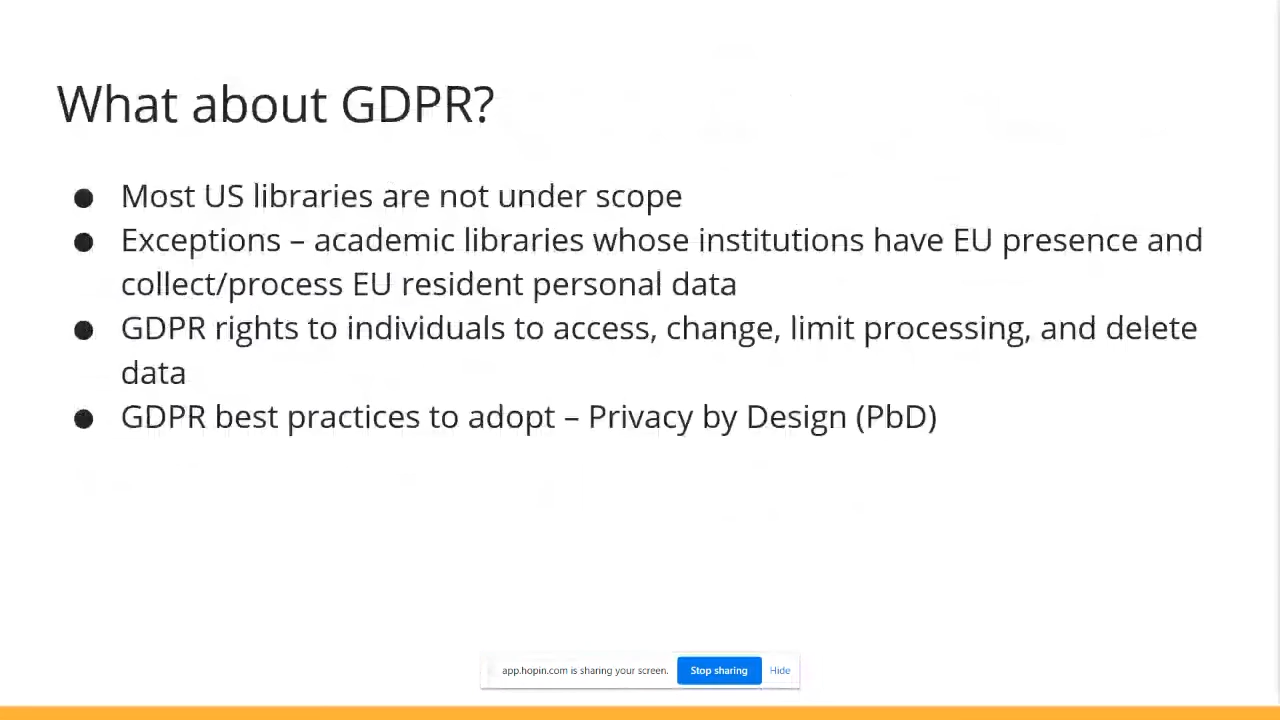 What about GDPR?
● Most US libraries are not under scope
● Exceptions – academic libraries whose institutions have EU presence and
collect/process EU resident personal data
● GDPR rights to individuals to access, change, limit processing, and delete
data
● GDPR best practices to adopt – Privacy by Design (PbD)
app.hopin.com is sharing your screen. Stop sharing Hide